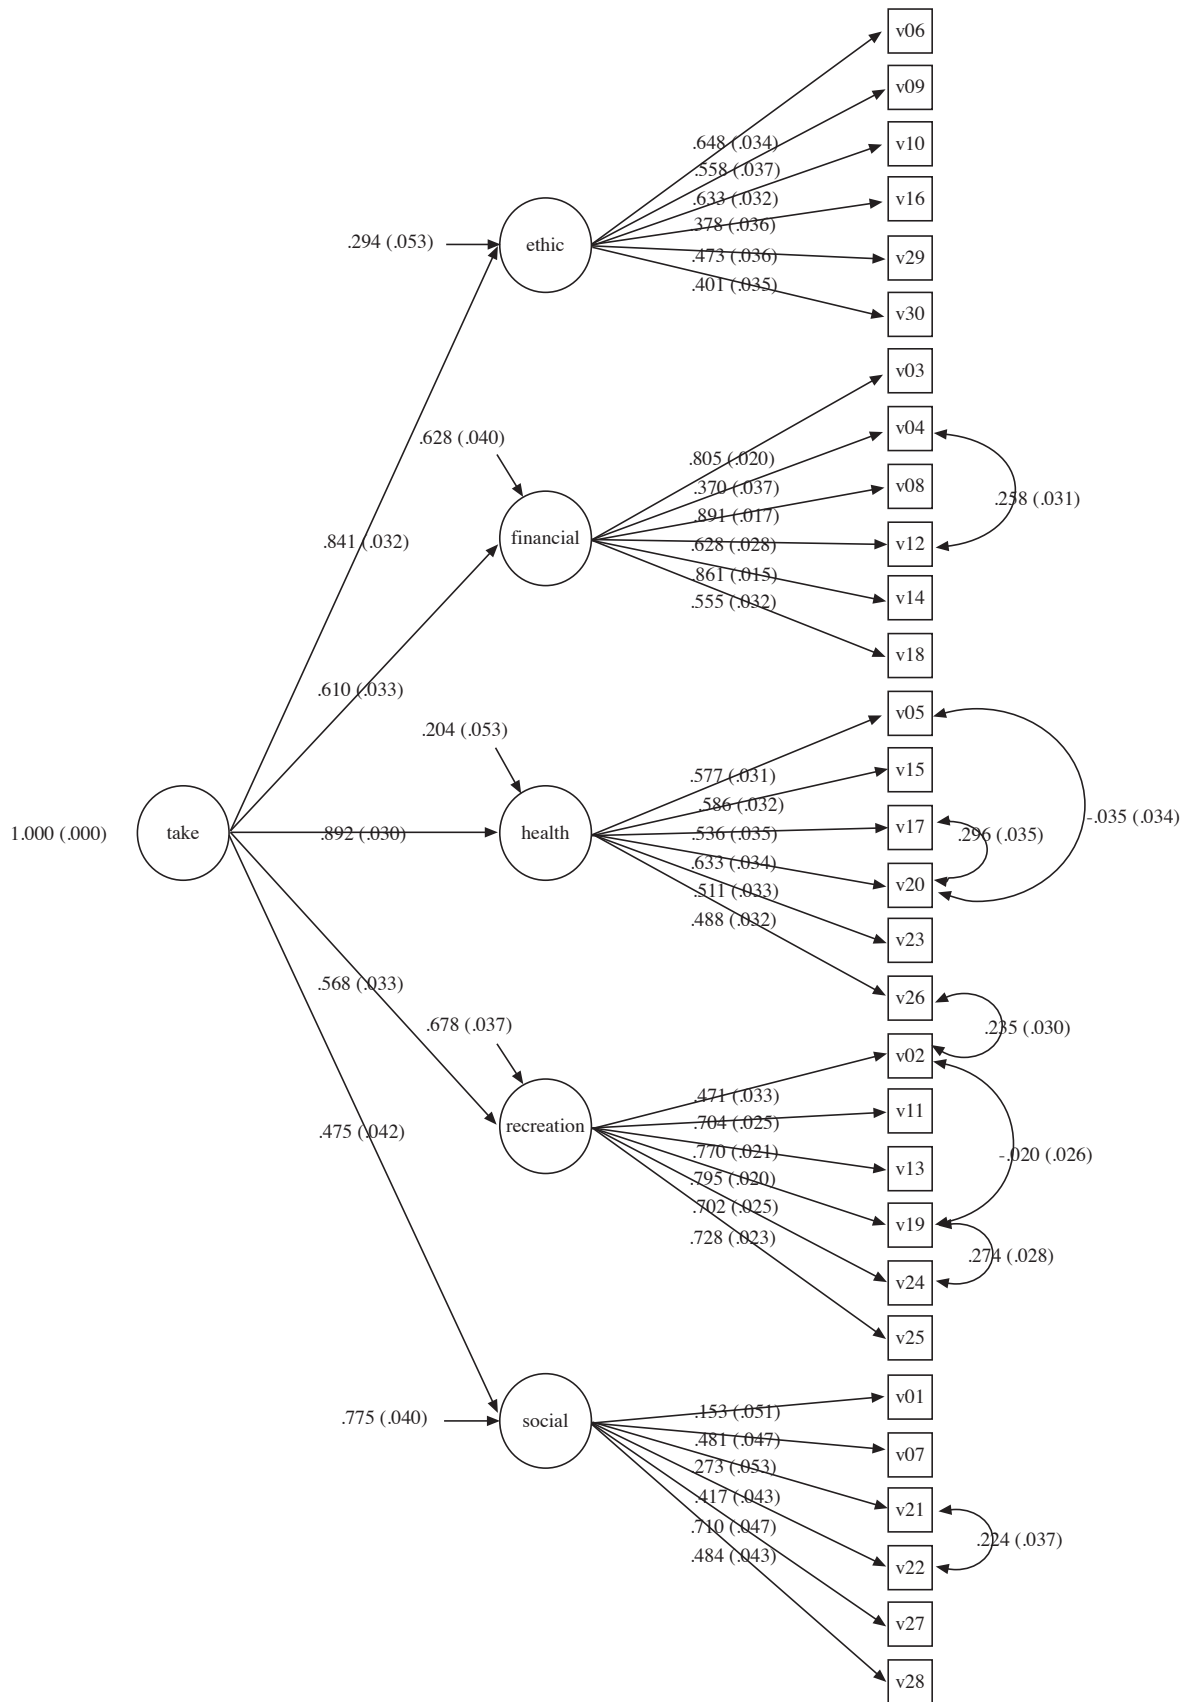 v06
v09
.648 (.034)
v10
.558 (.037)
.633 (.032)
v16
.378 (.036)
.294 (.053)
ethic
.473 (.036)
v29
.401 (.035)
v30
v03
v04
.628 (.040)
.805 (.020)
.370 (.037)
v08
.258 (.031)
.891 (.017)
financial
.841 (.032)
.628 (.028)
v12
.861 (.015)
v14
.555 (.032)
v18
.610 (.033)
v05
.204 (.053)
v15
.577 (.031)
.586 (.032)
-.035 (.034)
1.000 (.000)
take
.892 (.030)
health
.536 (.035)
v17
.296 (.035)
.633 (.034)
v20
.511 (.033)
.488 (.032)
v23
.568 (.033)
v26
.678 (.037)
.235 (.030)
v02
.471 (.033)
v11
.704 (.025)
.475 (.042)
recreation
.770 (.021)
-.020 (.026)
v13
.795 (.020)
.702 (.025)
v19
.728 (.023)
.274 (.028)
v24
v25
v01
.153 (.051)
.775 (.040)
social
.481 (.047)
v07
.273 (.053)
.417 (.043)
v21
.710 (.047)
.224 (.037)
.484 (.043)
v22
v27
v28